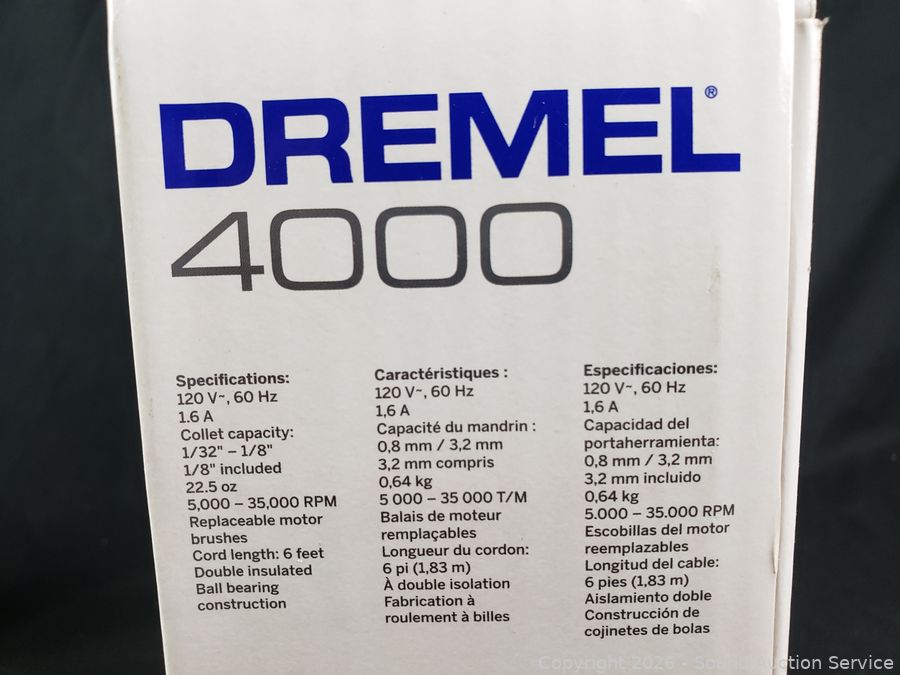 DREMEL®
4000
Specifications:
120 V~, 60 Hz
1.6 A
Collet capacity:
1/32" – 1/8"
1/8" included
22.5 oz
5,000 – 35,000 RPM
Replaceable motor
brushes
Cord length: 6 feet
Double insulated
Ball bearing
construction
Caractéristiques :
120 V~, 60 Hz
1,6 A
Capacité du mandrin :
0,8 mm / 3,2 mm
3,2 mm compris
0,64 kg
5 000 – 35 000 T/M
Balais de moteur
remplaçables
Longueur du cordon:
6 pi (1,83 m)
À double isolation
Fabrication à
roulement à billes
Especificaciones:
120 V~, 60 Hz
1,6 A
Capacidad del
portaherramienta:
0,8 mm / 3,2 mm
3,2 mm incluido
0,64 kg
5.000 – 35.000 RPM
Escobillas del motor
reemplazables
Longitud del cable:
6 pies (1,83 m)
Aislamiento doble
Construcción de
cojinetes de bolas
Copyright 2026 - Sound Auction Service